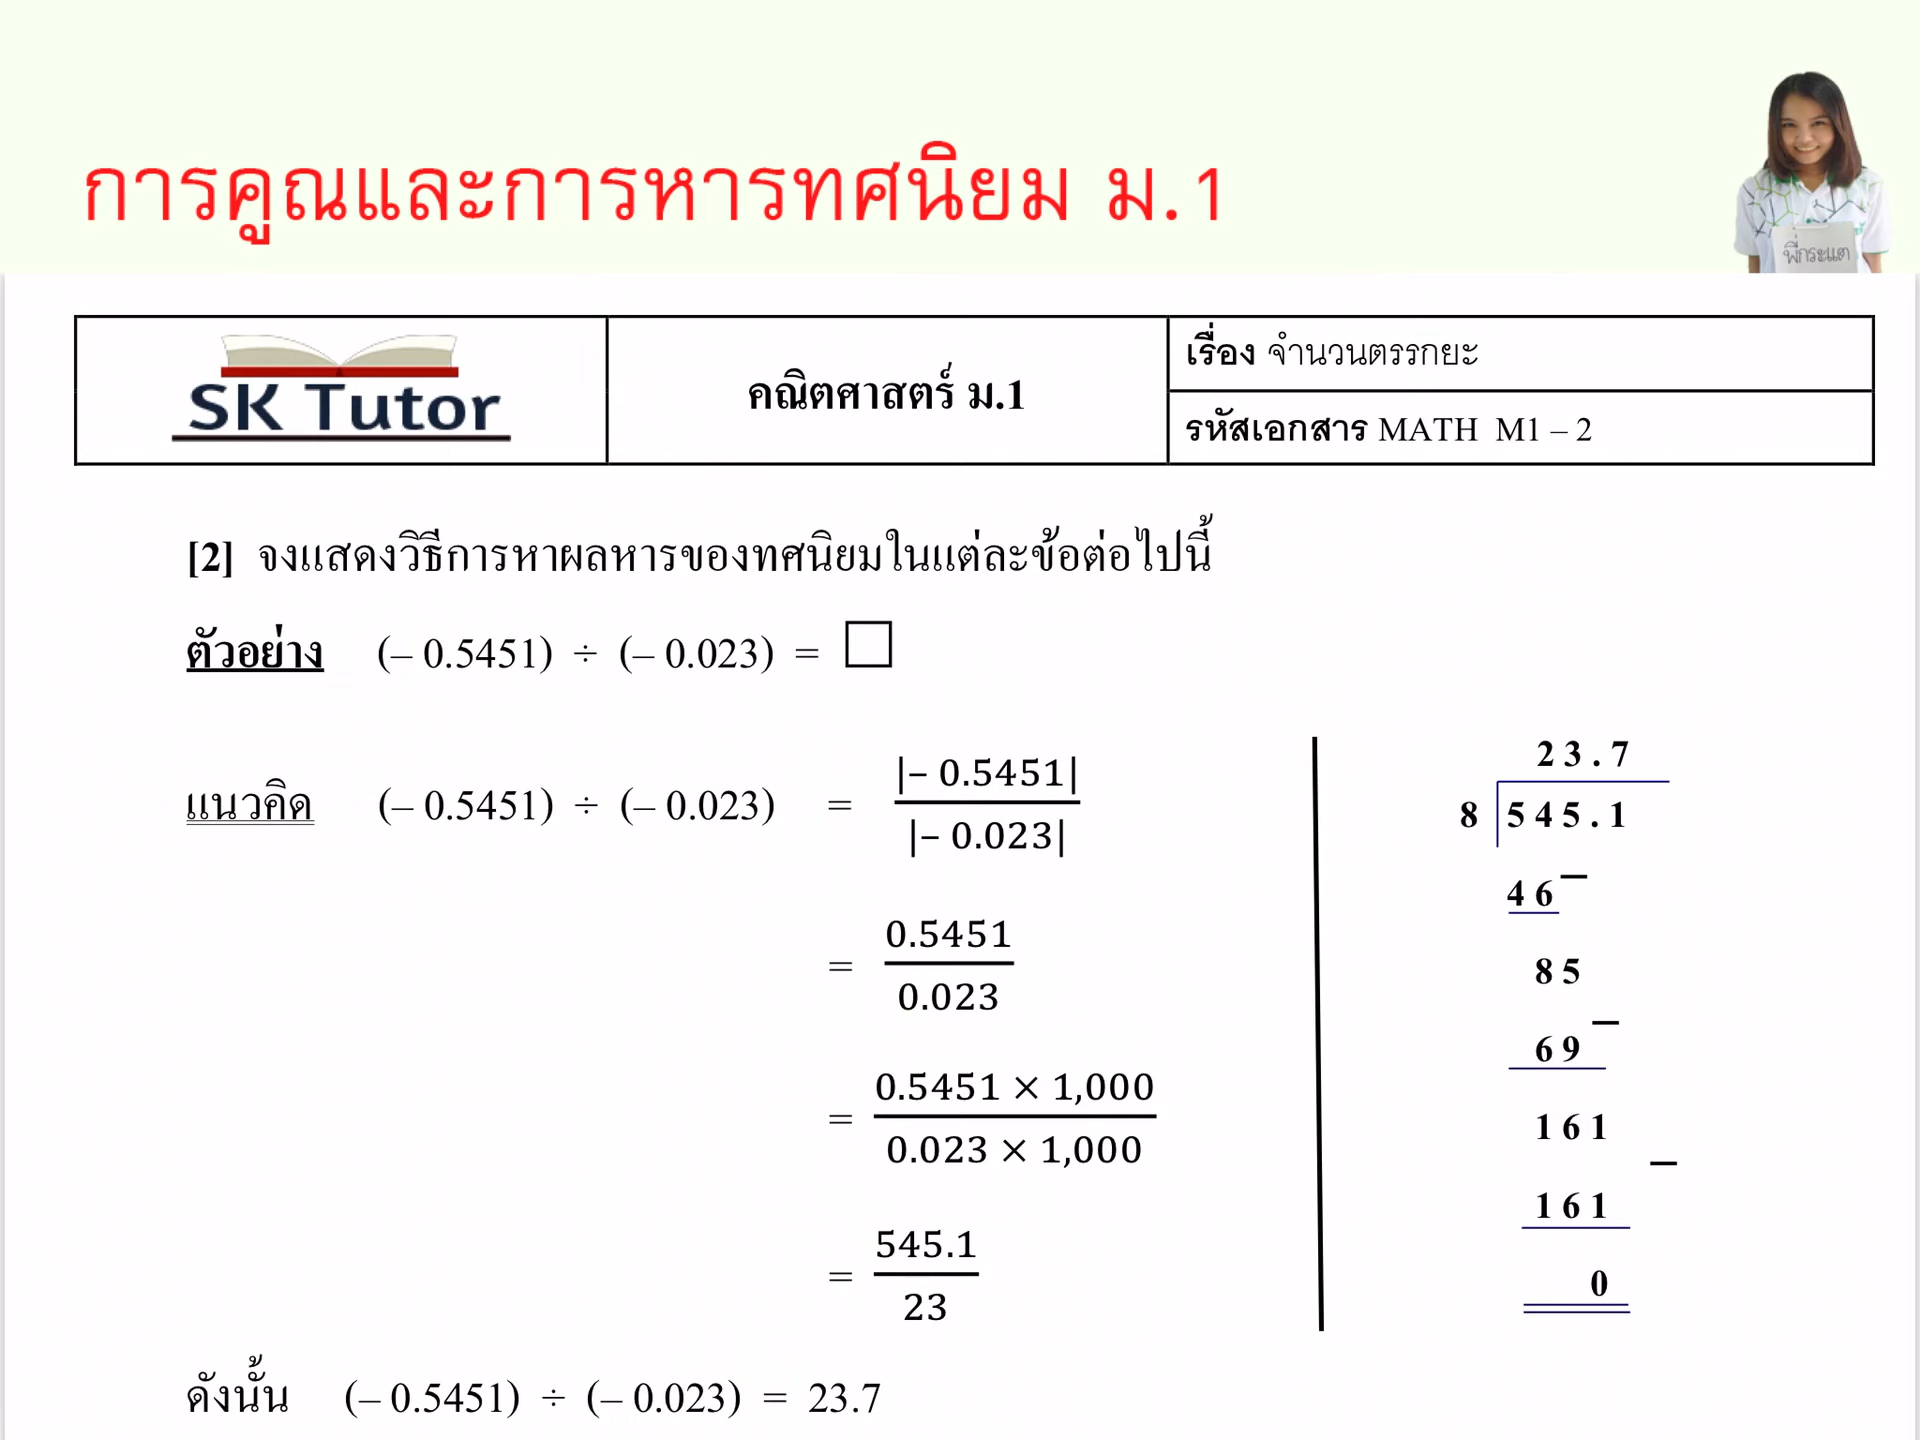 การคูณและการหารทศนิยม ม.1
พี่กระแต
SK Tutor
คณิตศาสตร์ ม.1
เรื่อง จำนวนตรรกยะ
รหัสเอกสาร MATH M1 – 2
[2] จงแสดงวิธีการหาผลหารของทศนิยมในแต่ละข้อต่อไปนี้
ตัวอย่าง (– 0.5451) ÷ (– 0.023) = □
แนวคิด (– 0.5451) ÷ (– 0.023) = |– 0.5451| / |– 0.023|
= 0.5451 / 0.023
= 0.5451 × 1,000 / 0.023 × 1,000
= 545.1 / 23
ดังนั้น (– 0.5451) ÷ (– 0.023) = 23.7
23.7
8 545.1
46 –
85
69 –
161
–
161
0